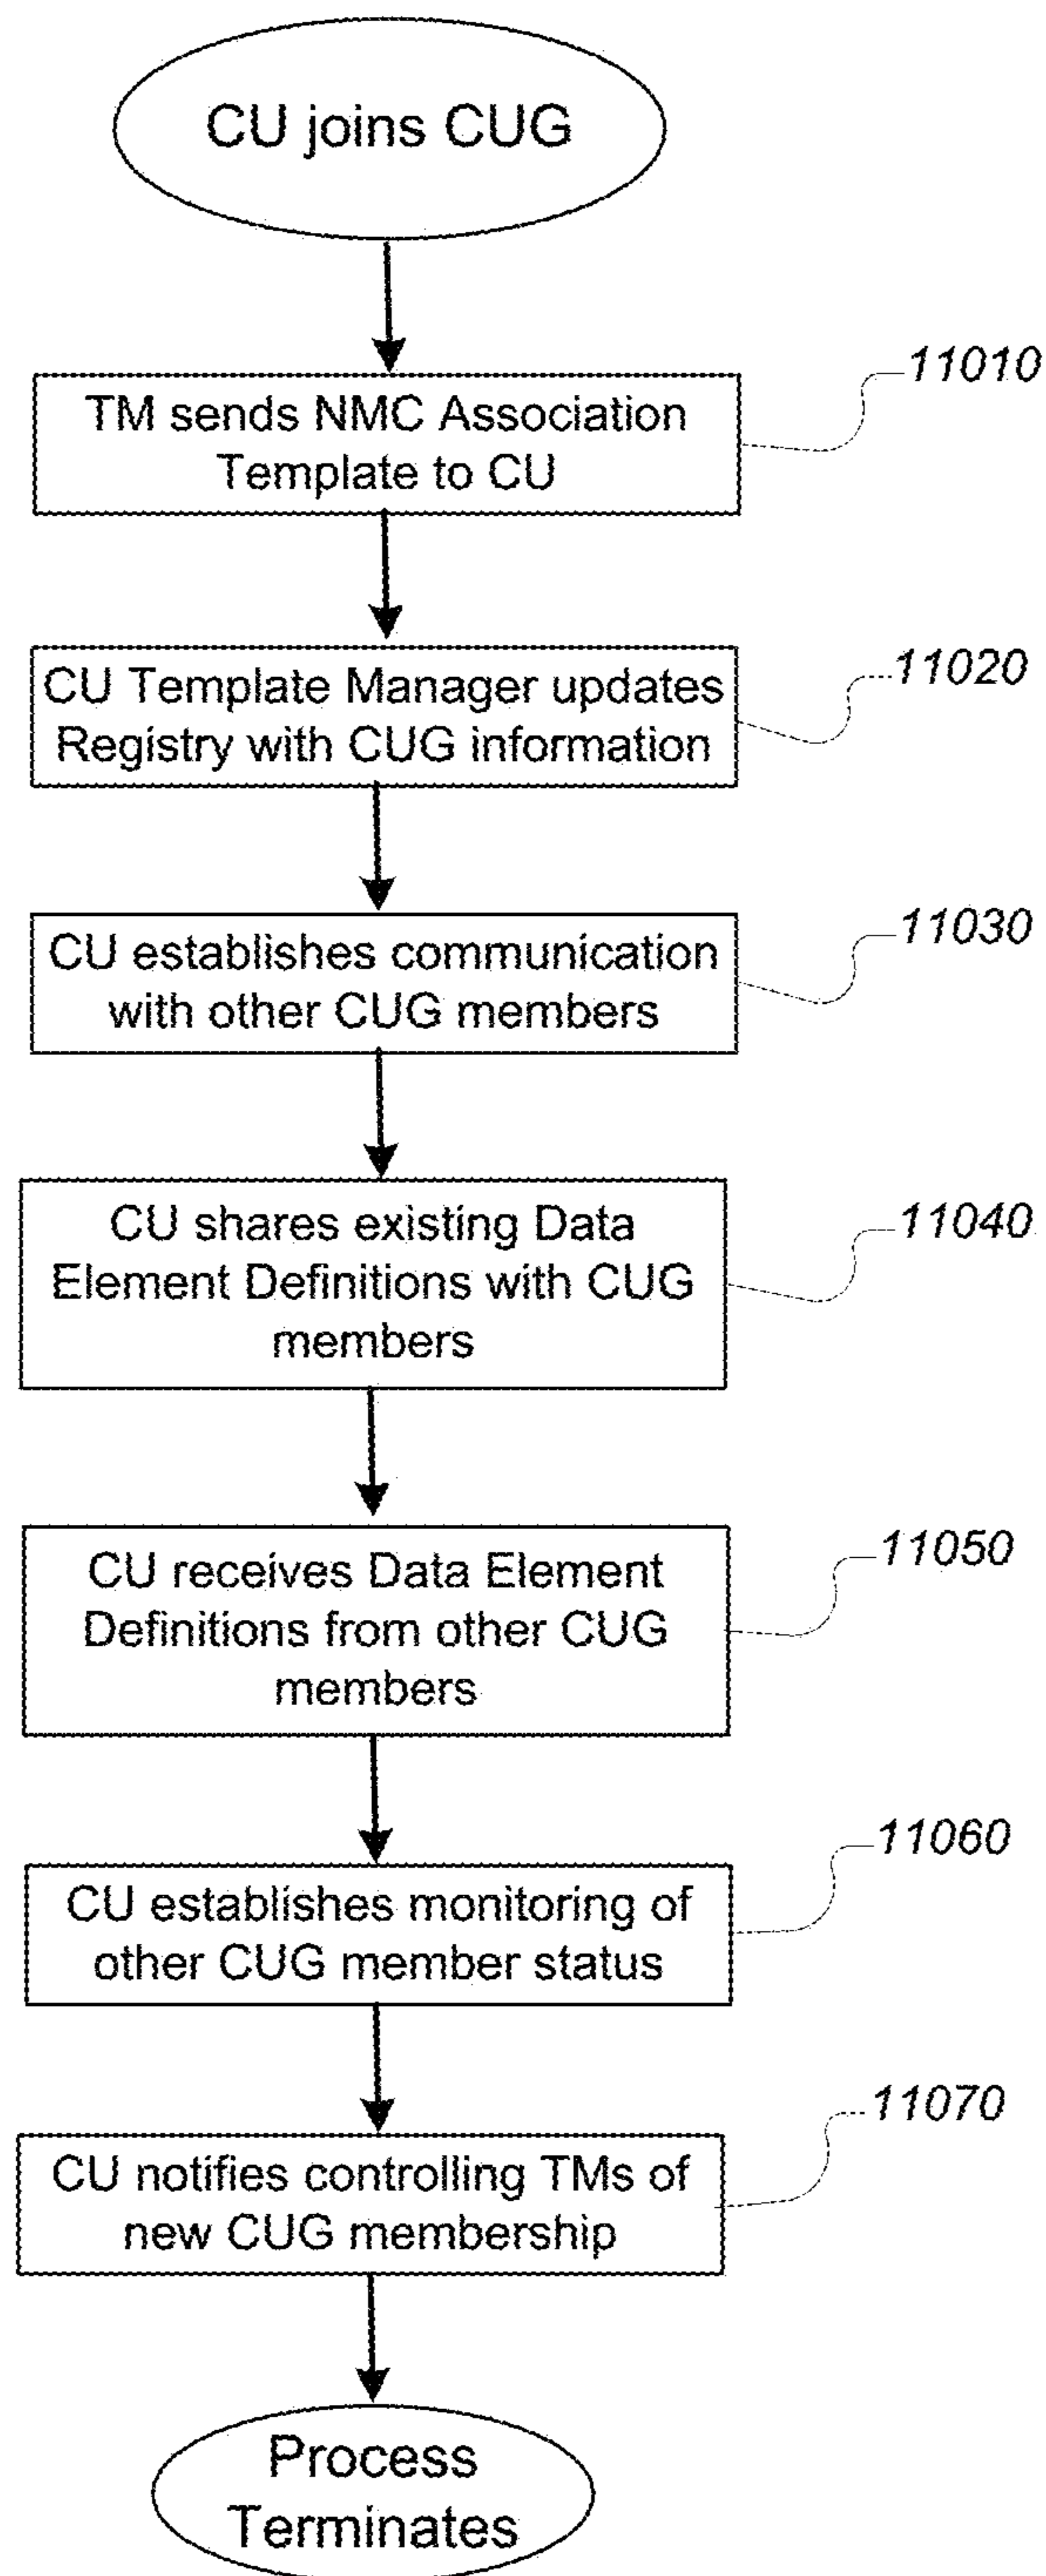 CU joins CUG
11010
TM sends NMC Association
Template to CU
11020
CU Template Manager updates
Registry with CUG information
11030
CU establishes communication
with other CUG members
11040
CU shares existing Data
Element Definitions with CUG
members
11050
CU receives Data Element
Definitions from other CUG
members
11060
CU establishes monitoring of
other CUG member status
11070
CU notifies controlling TMs of
new CUG membership
Process
Terminates